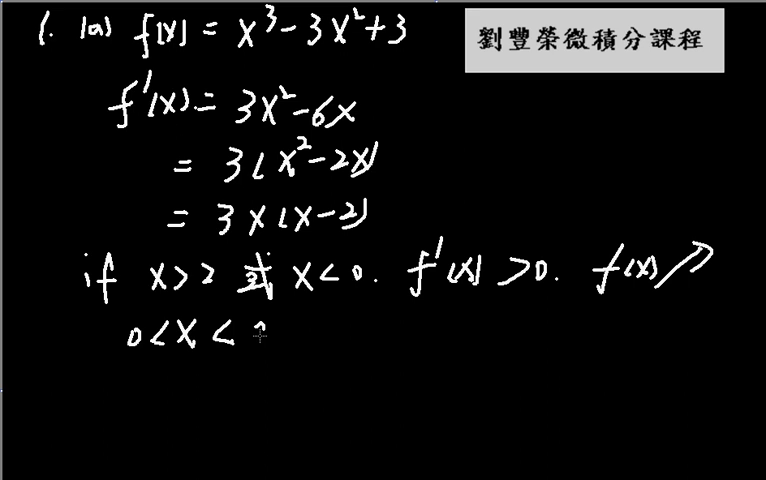 1. (a) f(x) = x³ - 3x² + 3
劉豐榮微積分課程
f'(x) = 3x² - 6x
= 3(x² - 2x)
= 3x(x - 2)
if x > 2 或 x < 0. f'(x) > 0. f(x) ↗
0 < x <